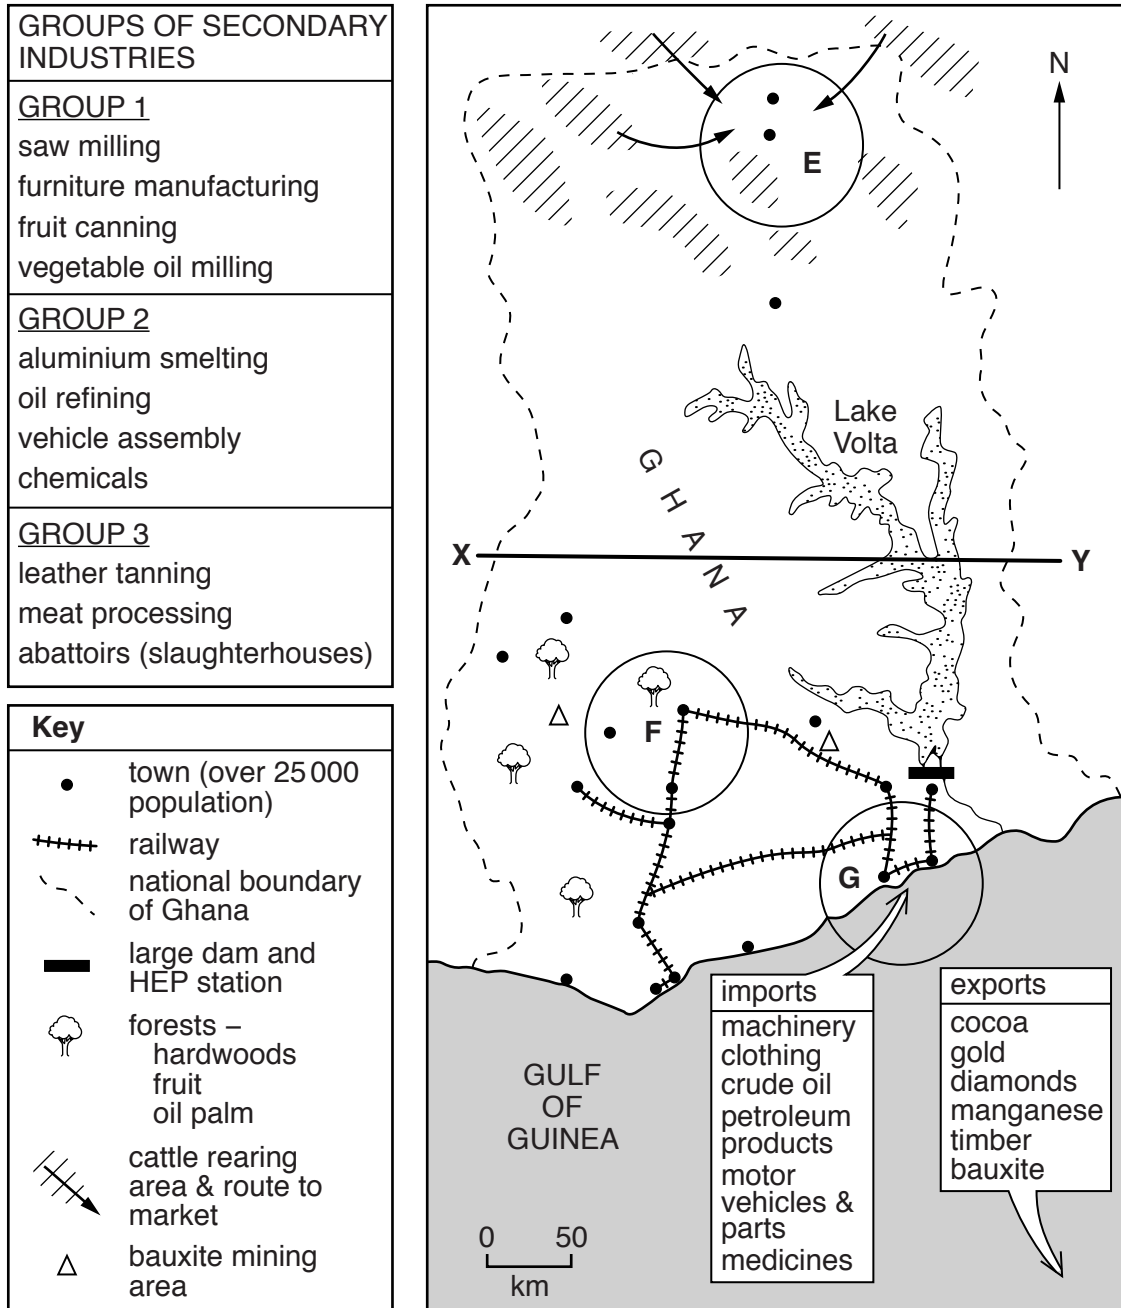 GROUPS OF SECONDARY
INDUSTRIES
GROUP 1
saw milling
furniture manufacturing
fruit canning
vegetable oil milling
GROUP 2
aluminium smelting
oil refining
vehicle assembly
chemicals
GROUP 3
leather tanning
meat processing
abattoirs (slaughterhouses)
Key
town (over 25 000
population)
railway
national boundary
of Ghana
large dam and
HEP station
forests –
hardwoods
fruit
oil palm
cattle rearing
area & route to
market
bauxite mining
area
N
E
Lake
Volta
GHANA
X
Y
F
G
imports
machinery
clothing
crude oil
petroleum
products
motor
vehicles &
parts
medicines
exports
cocoa
gold
diamonds
manganese
timber
bauxite
GULF
OF
GUINEA
0 50
km